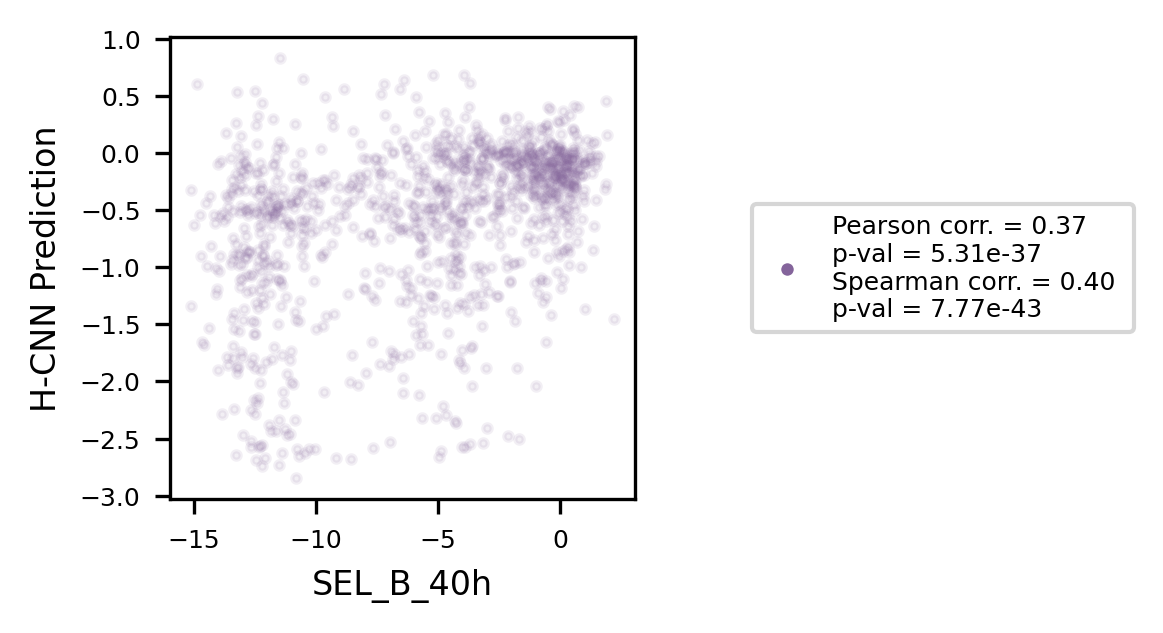 1.0
0.5
0.0
−0.5
−1.0
−1.5
−2.0
−2.5
−3.0
H-CNN Prediction
−15
−10
−5
0
SEL_B_40h
Pearson corr. = 0.37
p-val = 5.31e-37
Spearman corr. = 0.40
p-val = 7.77e-43